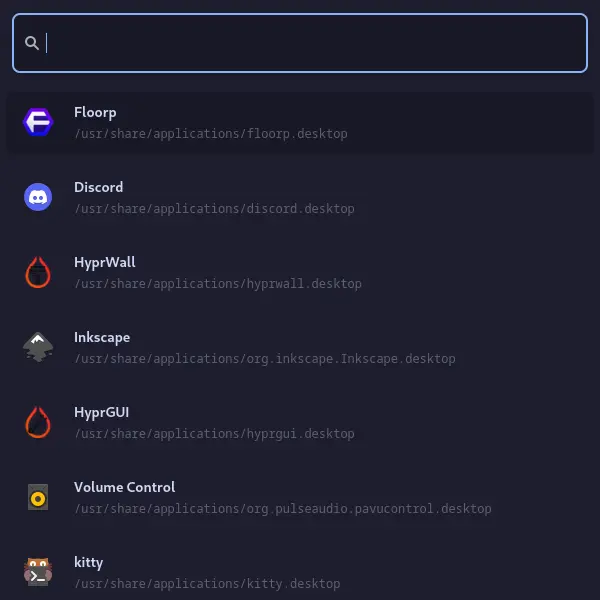 Floorp
/usr/share/applications/floorp.desktop
Discord
/usr/share/applications/discord.desktop
HyprWall
/usr/share/applications/hyprwall.desktop
Inkscape
/usr/share/applications/org.inkscape.Inkscape.desktop
HyprGUI
/usr/share/applications/hyprgui.desktop
Volume Control
/usr/share/applications/org.pulseaudio.pavucontrol.desktop
kitty
/usr/share/applications/kitty.desktop